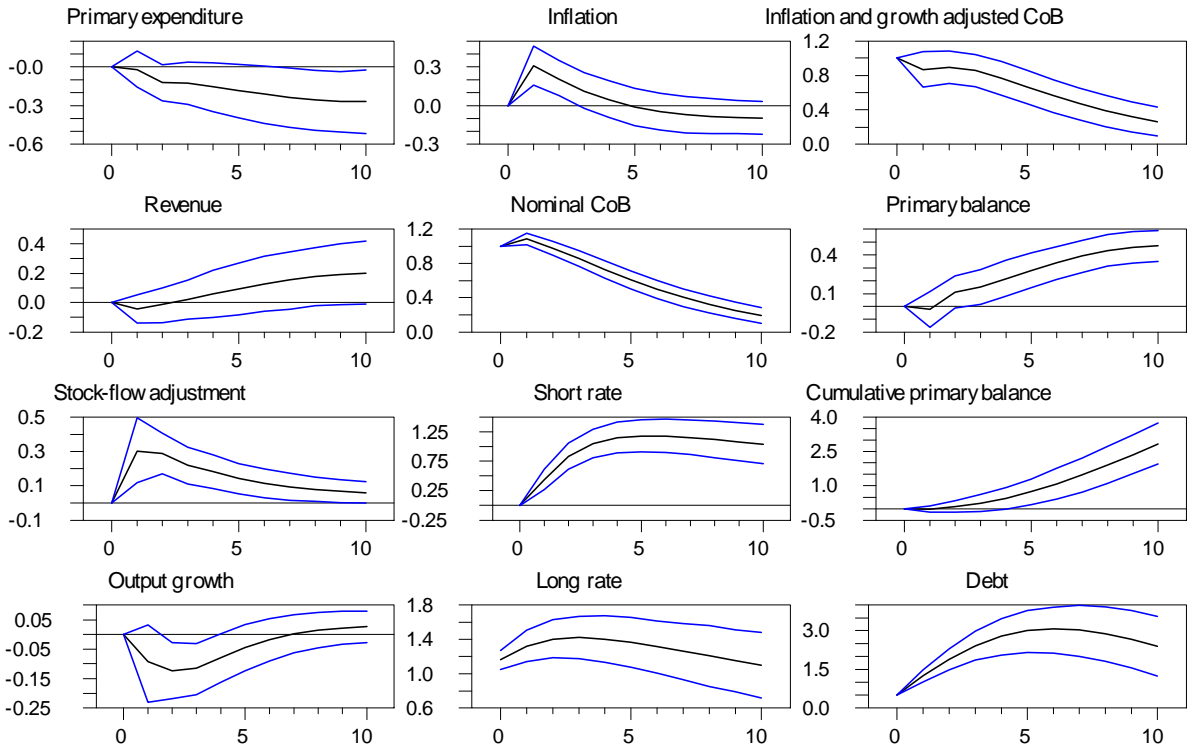 Primary expenditure
-0.0
-0.3
-0.6
0 5 10
Inflation
0.3
0.0
-0.3
0 5 10
Inflation and growth adjusted CoB
1.2
0.8
0.4
0.0
0 5 10
Revenue
0.4
0.2
0.0
-0.2
0 5 10
Nominal CoB
1.2
0.8
0.4
0.0
0 5 10
Primary balance
0.4
0.1
-0.2
0 5 10
Stock-flow adjustment
0.5
0.3
0.1
-0.1
0 5 10
Short rate
1.25
0.75
0.25
-0.25
0 5 10
Cumulative primary balance
4.0
2.5
1.0
-0.5
0 5 10
Output growth
0.05
-0.05
-0.15
-0.25
0 5 10
Long rate
1.8
1.4
1.0
0.6
0 5 10
Debt
3.0
1.5
0.0
0 5 10